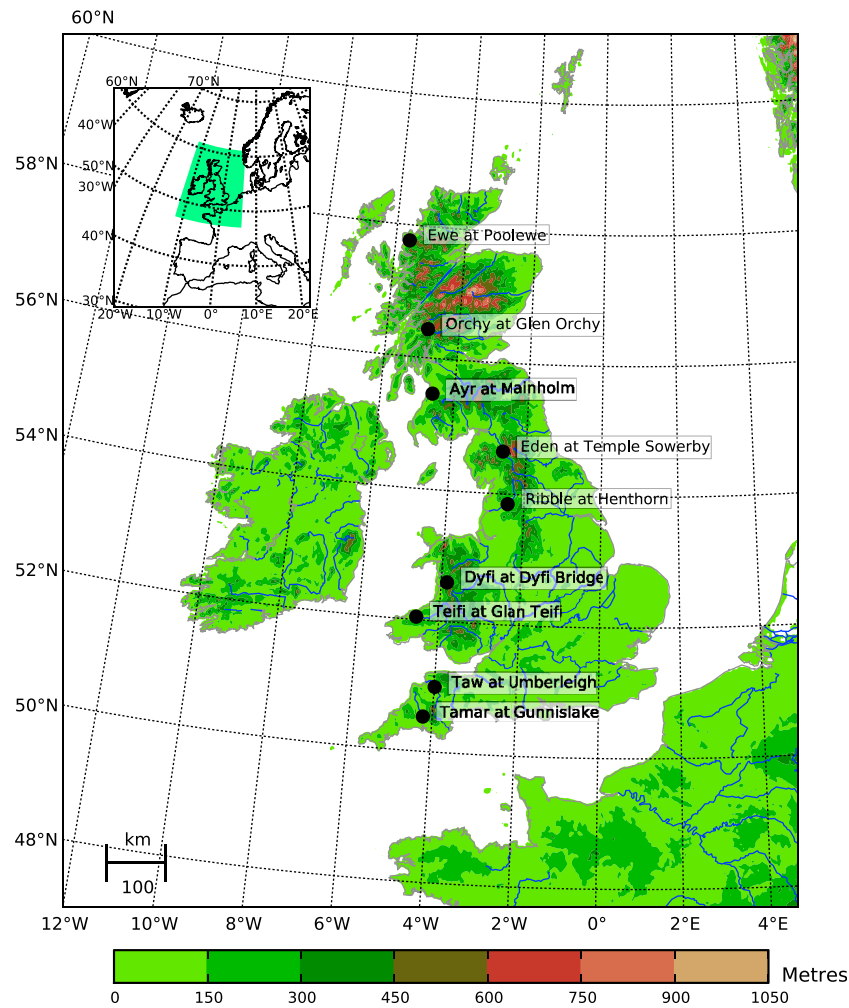 60°N
60°N 70°N
40°W
50°N
30°W
40°N
30°N
20°W 10°W 0° 10°E 20°E
58°N
56°N
54°N
52°N
50°N
48°N
Ewe at Poolewe
Orchy at Glen Orchy
Ayr at Mainholm
Eden at Temple Sowerby
Ribble at Henthorn
Dyfi at Dyfi Bridge
Teifi at Glan Teifi
Taw at Umberleigh
Tamar at Gunnislake
km
100
12°W 10°W 8°W 6°W 4°W 2°W 0° 2°E 4°E
0 150 300 450 600 750 900 1050
Metres